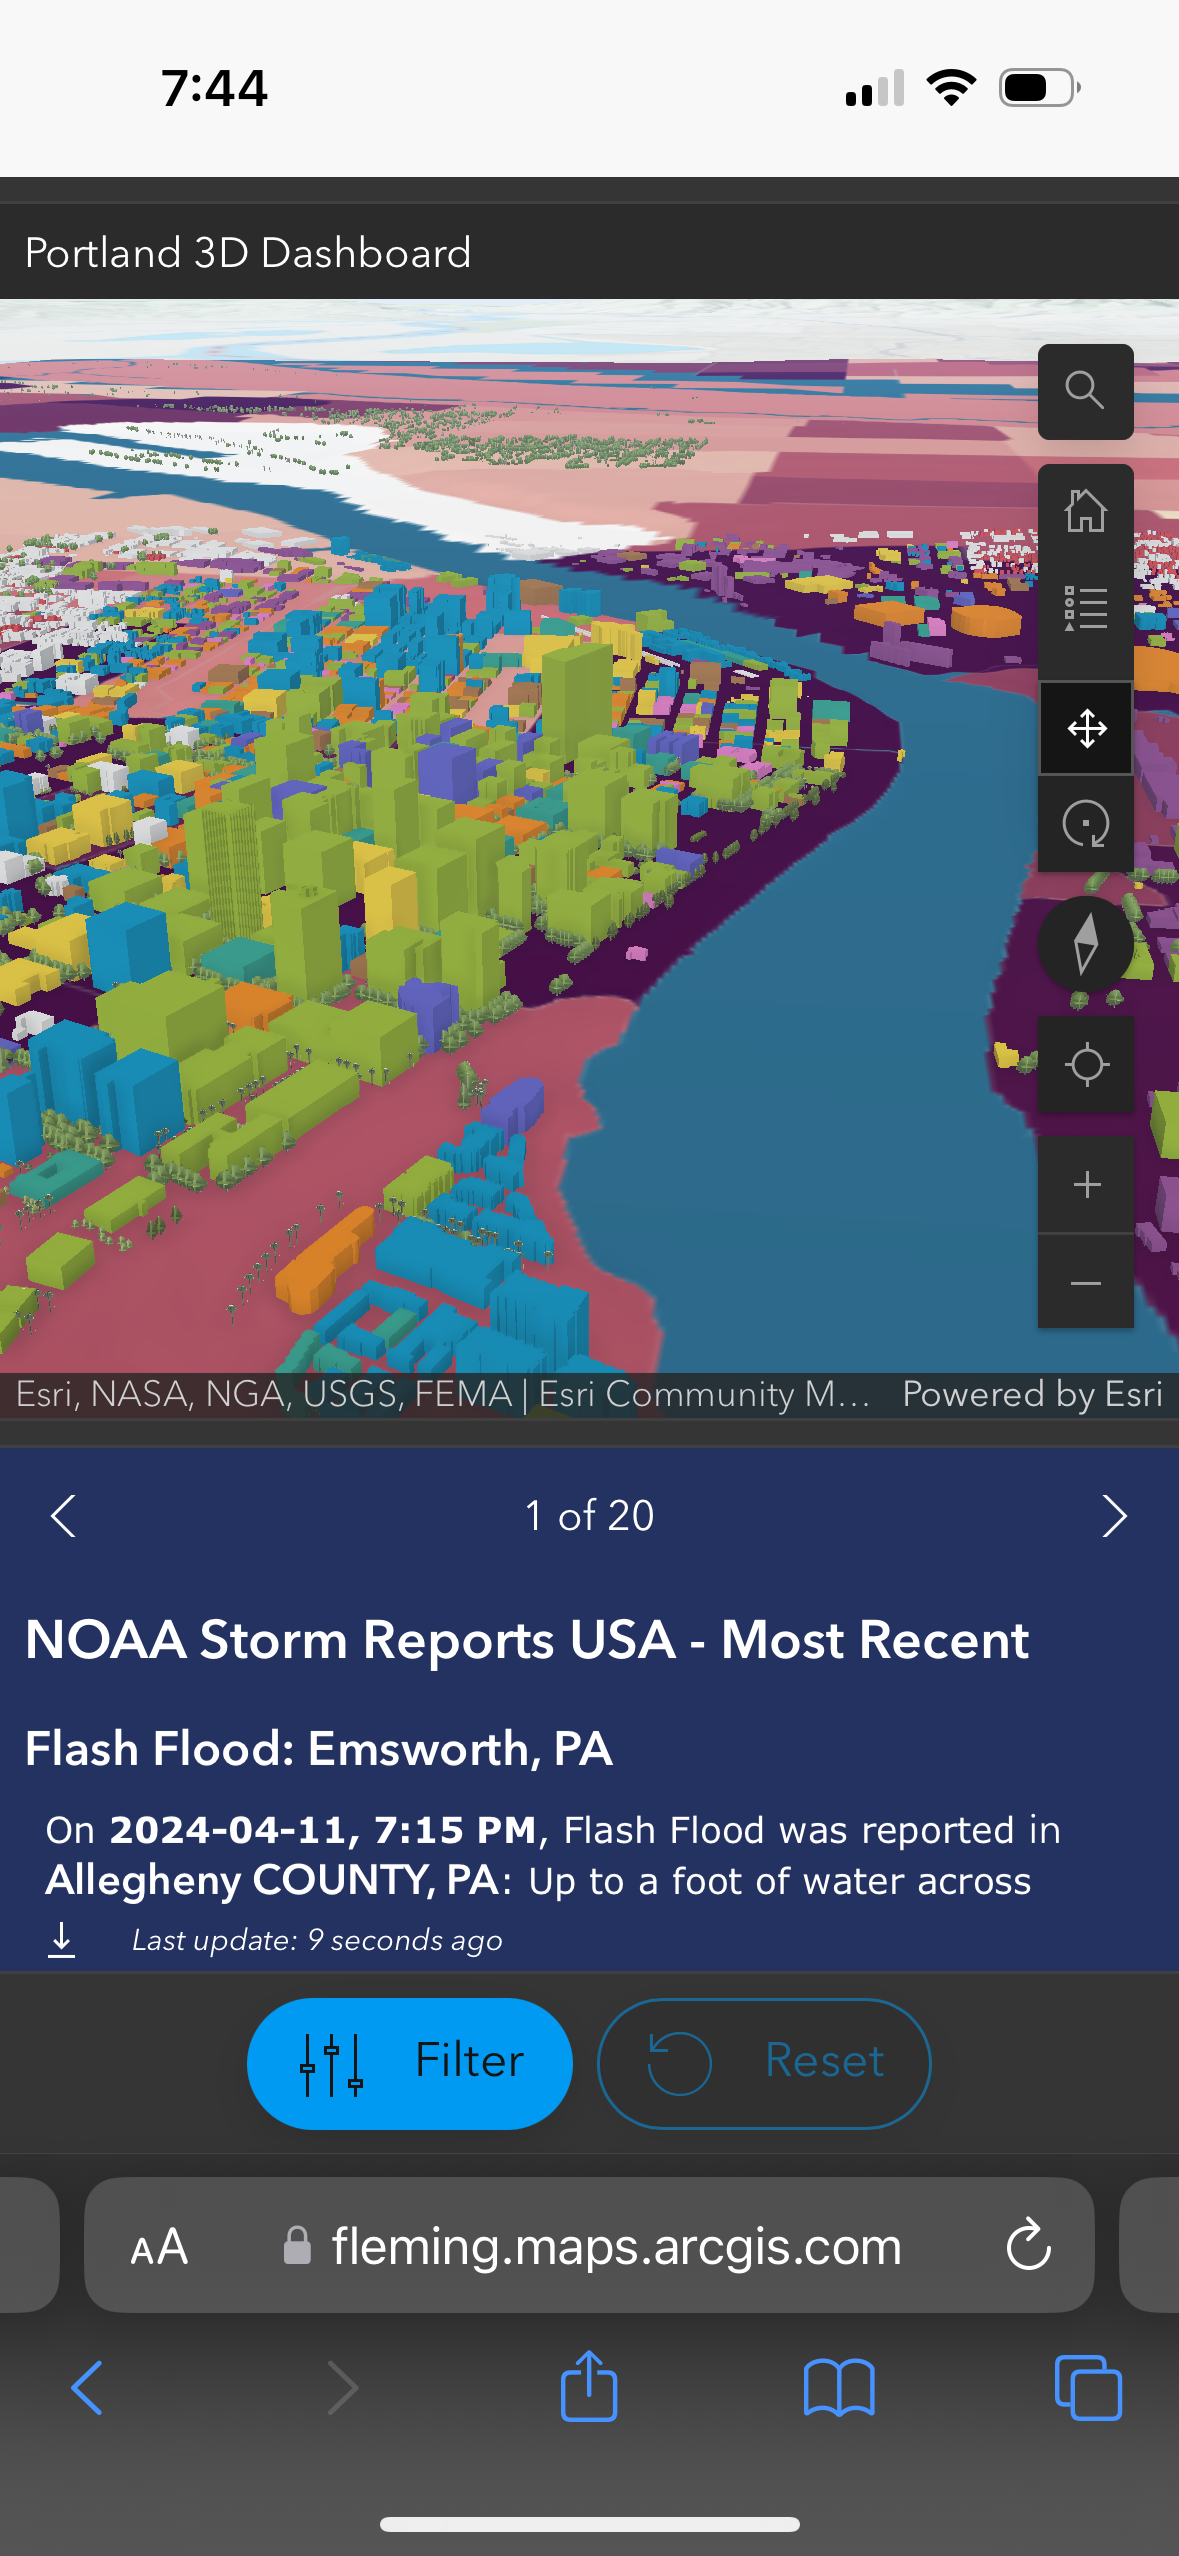 7:44
Portland 3D Dashboard
Esri, NASA, NGA, USGS, FEMA | Esri Community M... Powered by Esri
1 of 20
NOAA Storm Reports USA - Most Recent
Flash Flood: Emsworth, PA
On 2024-04-11, 7:15 PM, Flash Flood was reported in
Allegheny COUNTY, PA: Up to a foot of water across
Last update: 9 seconds ago
Filter Reset
AA fleming.maps.arcgis.com